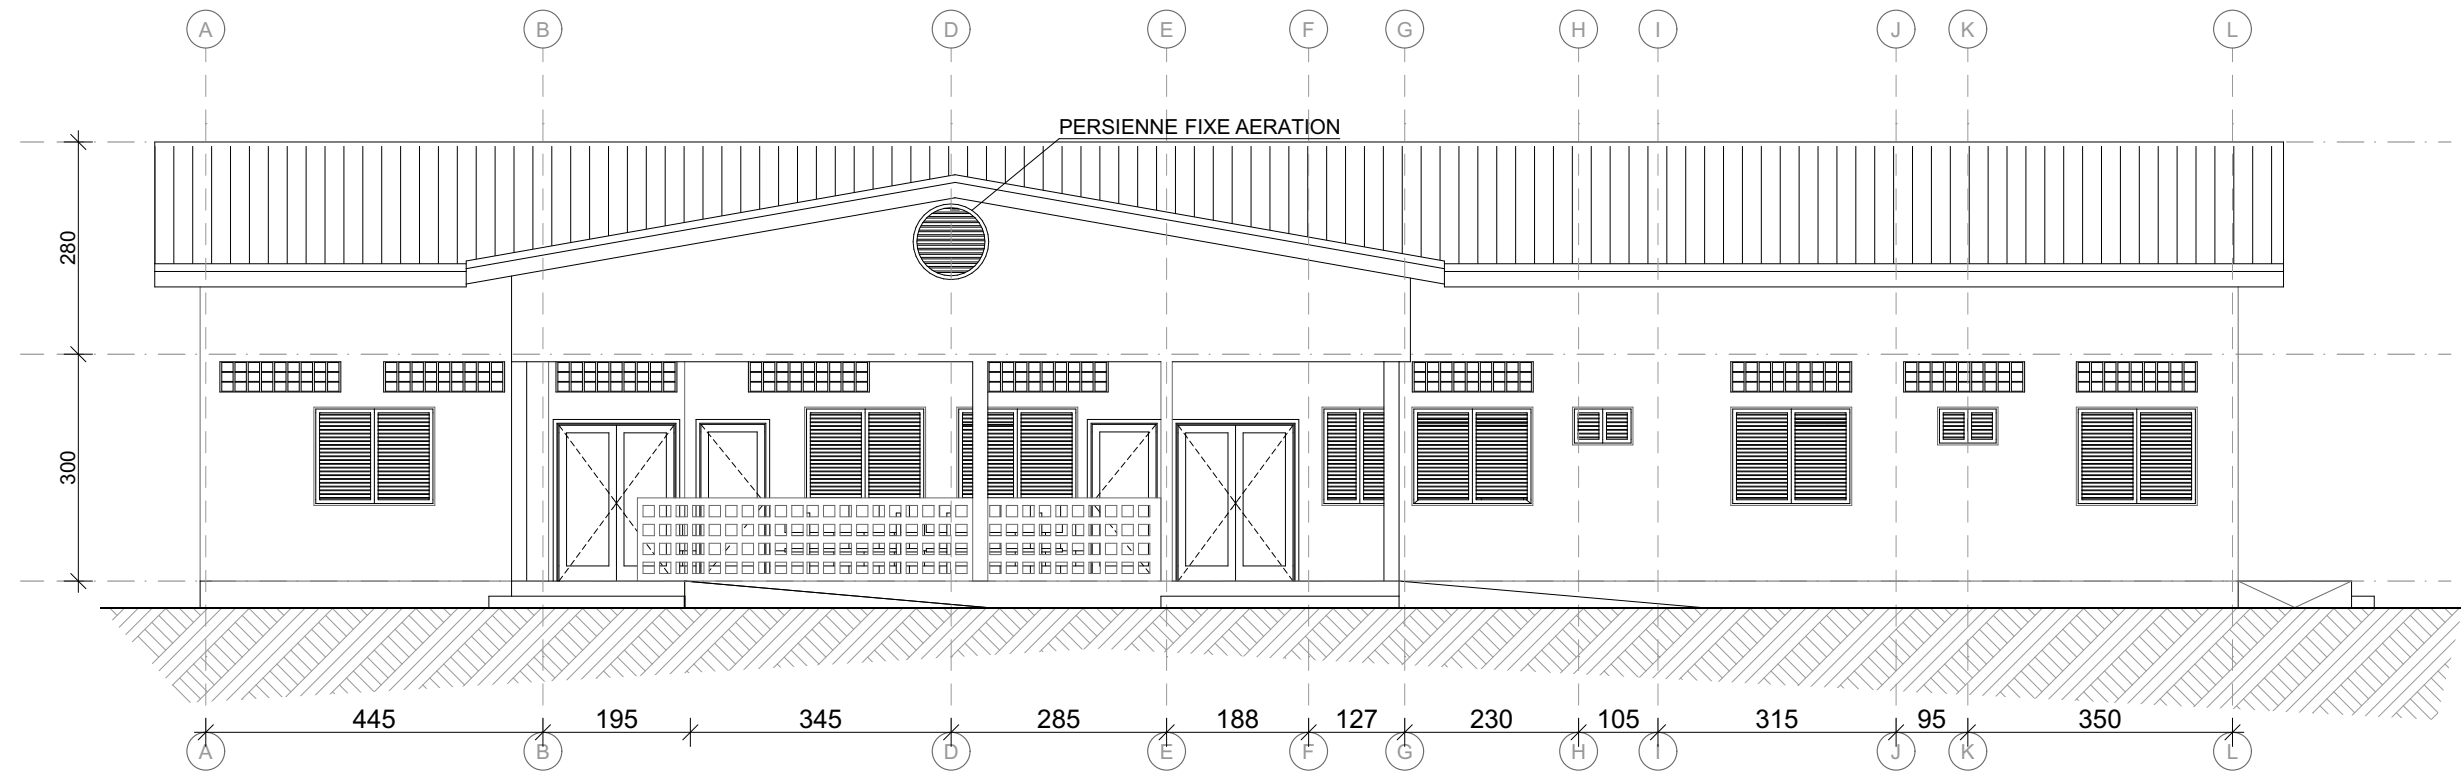 A B D E F G H I J K L
PERSIENNE FIXE AERATION
280
300
445 195 345 285 188 127 230 105 315 95 350
A B D E F G H I J K L